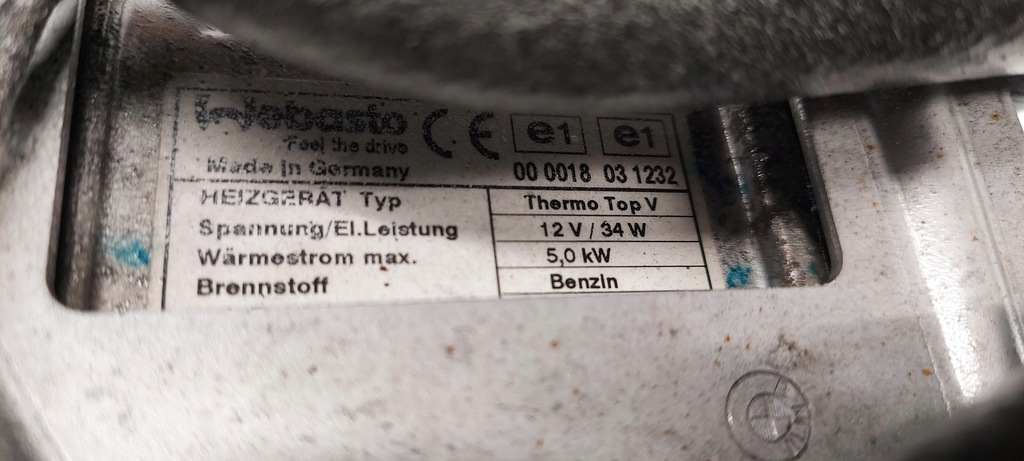 Webasto
Feel the drive
CE e1 e1
Made in Germany 00 0018 03 1232
HEIZGERÄT Typ Thermo Top V
Spannung/El.Leistung 12 V / 34 W
Wärmestrom max. 5,0 kW
Brennstoff Benzin